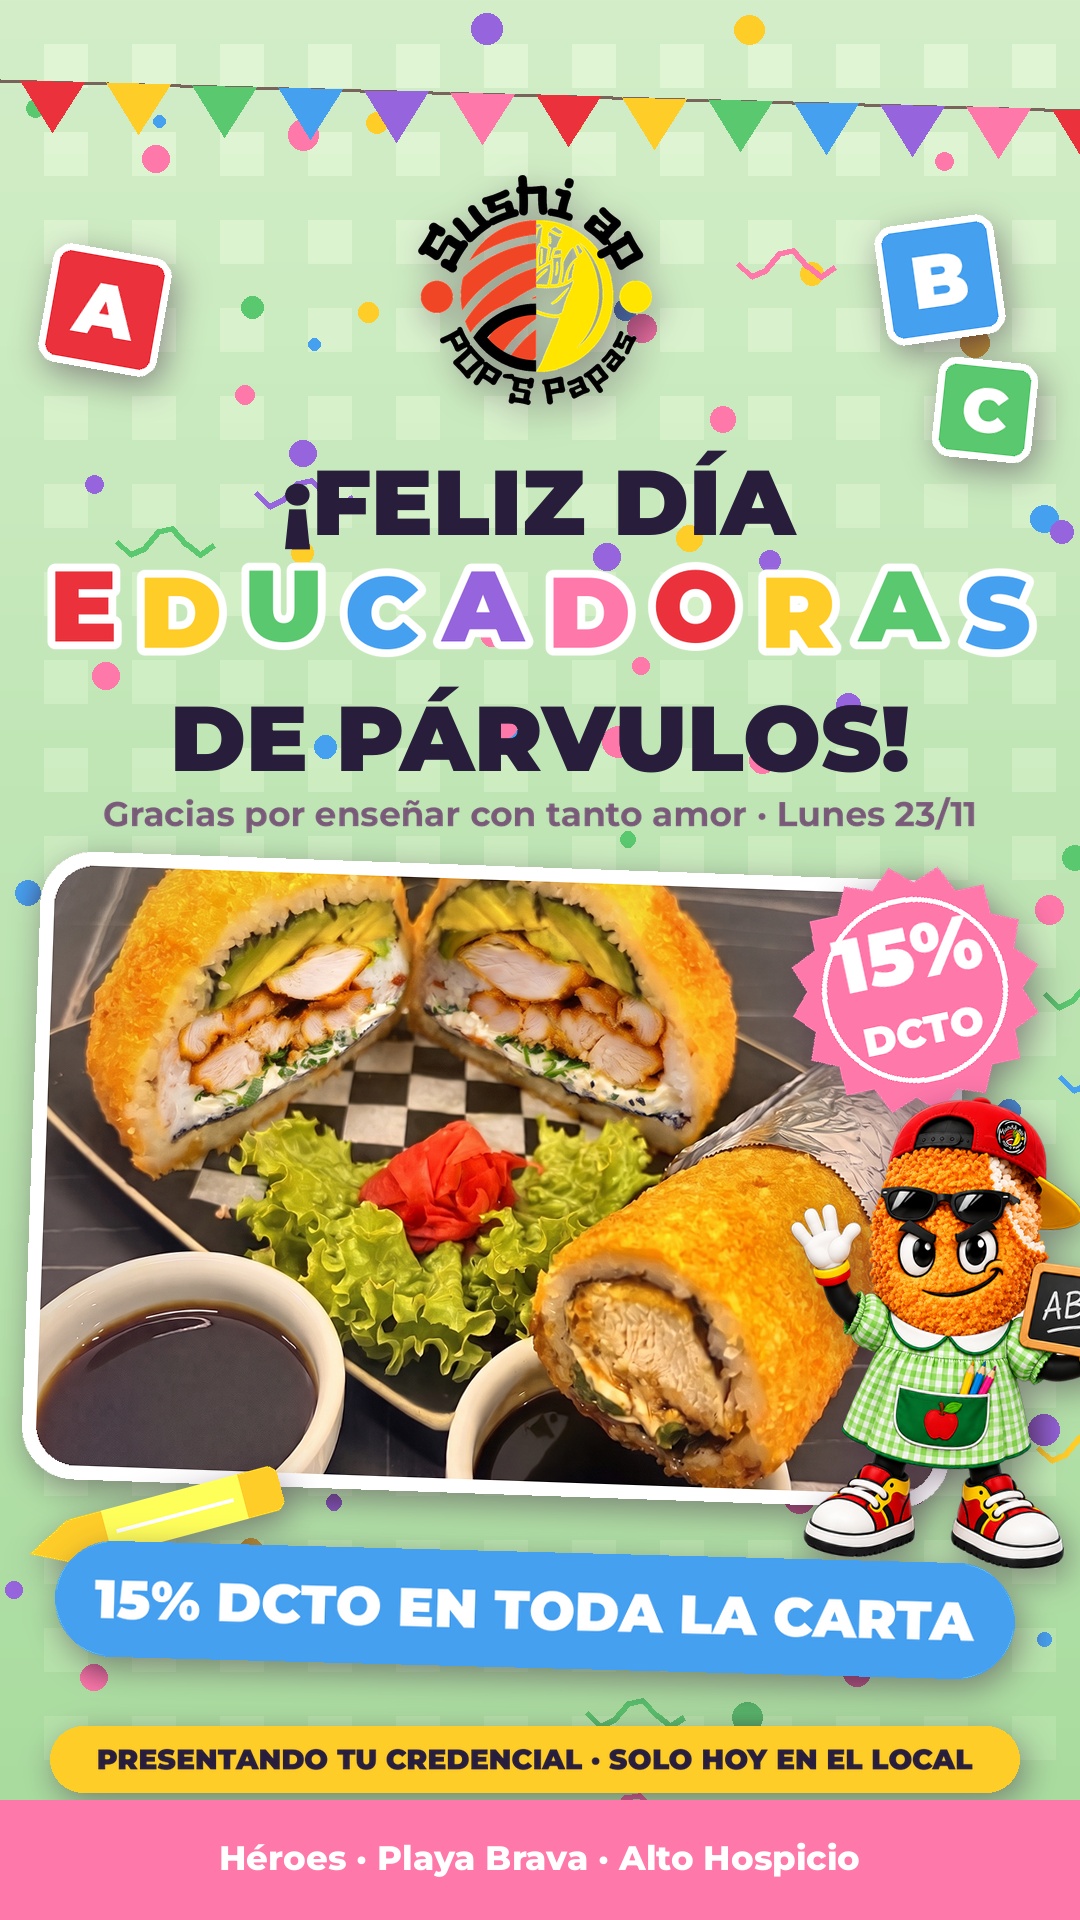 Sushi ap
POP'S Papas
A
B
C
¡FELIZ DÍA
EDUCADORAS
DE PÁRVULOS!
Gracias por enseñar con tanto amor · Lunes 23/11
15%
DCTO
15% DCTO EN TODA LA CARTA
PRESENTANDO TU CREDENCIAL · SOLO HOY EN EL LOCAL
Héroes · Playa Brava · Alto Hospicio